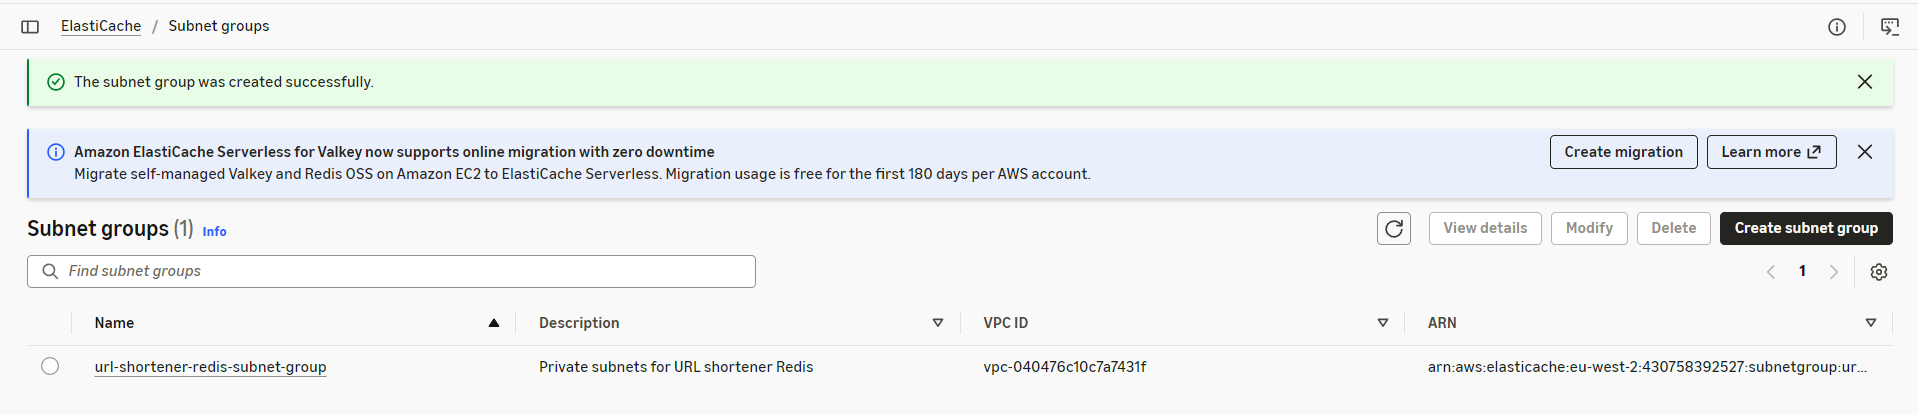 ElastiCache / Subnet groups
The subnet group was created successfully.
Amazon ElastiCache Serverless for Valkey now supports online migration with zero downtime
Migrate self-managed Valkey and Redis OSS on Amazon EC2 to ElastiCache Serverless. Migration usage is free for the first 180 days per AWS account.
Create migration
Learn more
Subnet groups (1) Info
View details
Modify
Delete
Create subnet group
Find subnet groups
1
Name Description VPC ID ARN
url-shortener-redis-subnet-group Private subnets for URL shortener Redis vpc-040476c10c7a7431f arn:aws:elasticache:eu-west-2:430758392527:subnetgroup:ur...